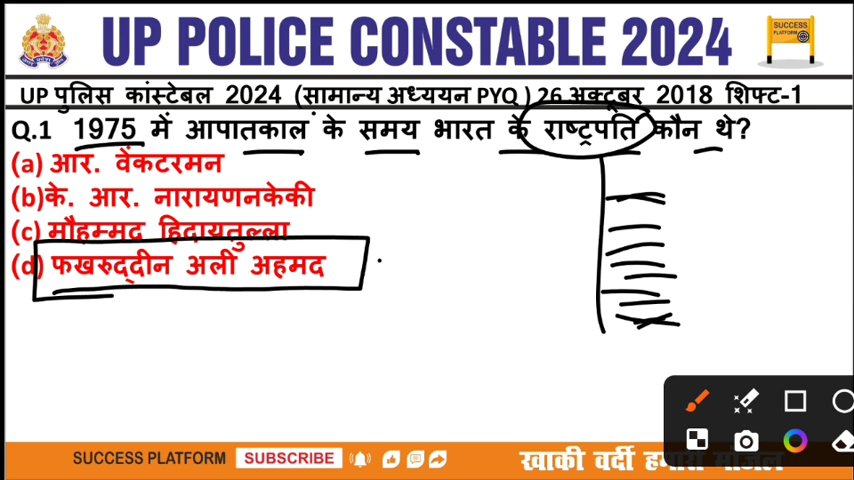 UP POLICE CONSTABLE 2024
SUCCESS
PLATFORM
UP पुलिस कांस्टेबल 2024 (सामान्य अध्ययन PYQ ) 26 अक्टूबर 2018 शिफ्ट-1
Q.1 1975 में आपातकाल के समय भारत के राष्ट्रपति कौन थे?
(a) आर. वेंकटरमन
(b)के. आर. नारायणनकेकी
(c) मौहम्मद हिदायतुल्ला
(d) फखरुद्दीन अली अहमद
SUCCESS PLATFORM SUBSCRIBE
खाकी वर्दी हमारी मंजिल